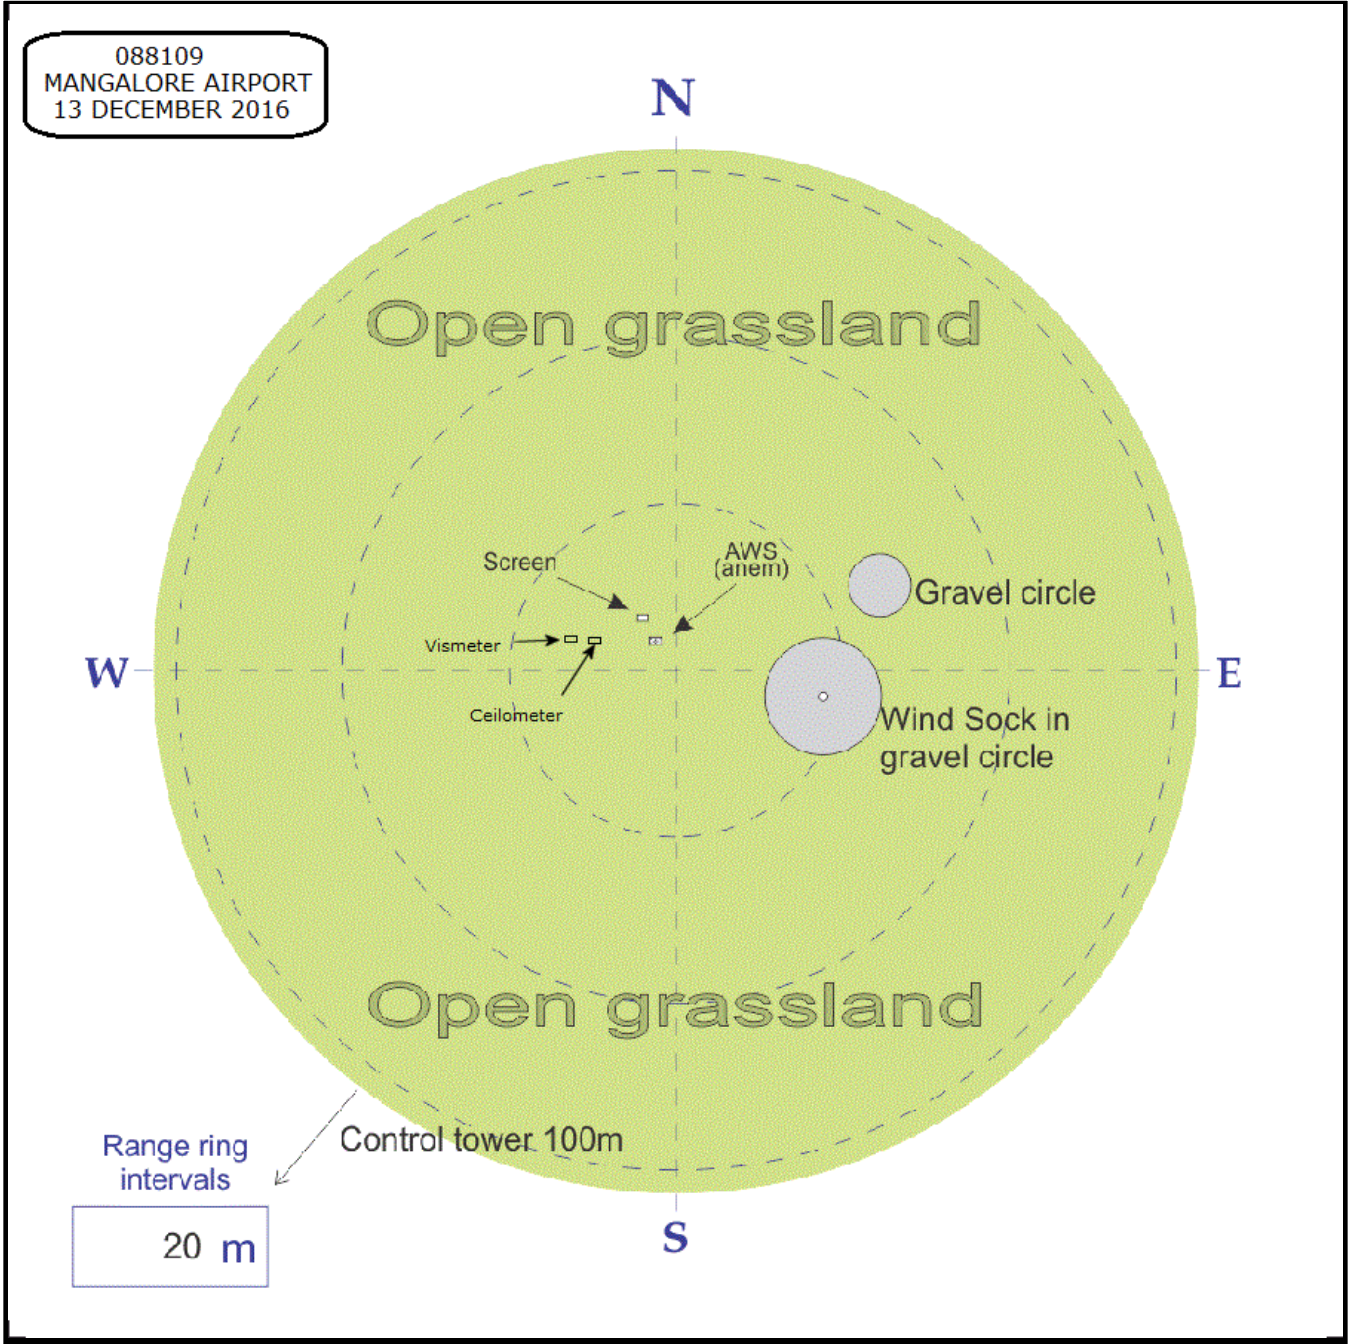 088109
MANGALORE AIRPORT
13 DECEMBER 2016
N
Open grassland
Screen
AWS
(anem)
Gravel circle
Vismeter
W
E
Ceilometer
Wind Sock in
gravel circle
Open grassland
Control tower 100m
Range ring
intervals
20 m
S